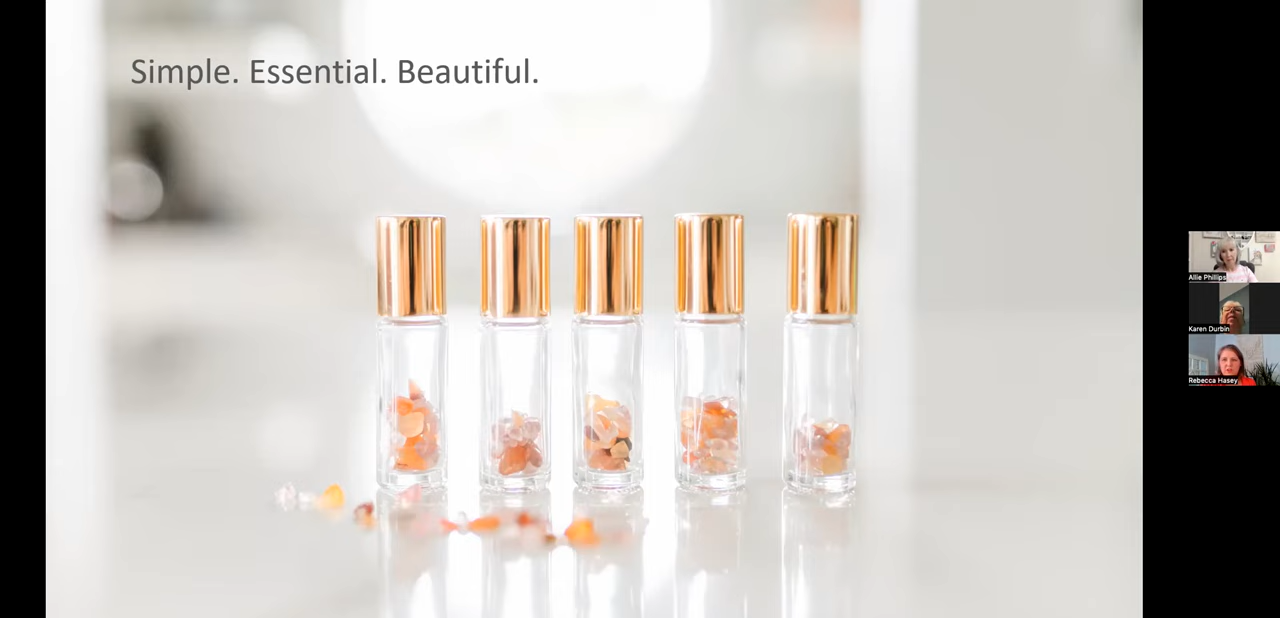 Simple. Essential. Beautiful.
Allie Phillips
Karen Durbin
Rebecca Hasey